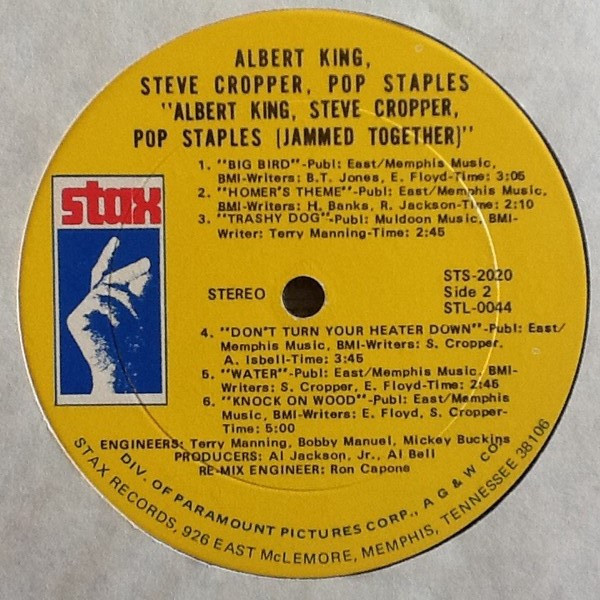 ALBERT KING,
STEVE CROPPER, POP STAPLES
"ALBERT KING, STEVE CROPPER,
POP STAPLES (JAMMED TOGETHER)"
1. "BIG BIRD"-Publ: East/Memphis Music,
BMI-Writers: B.T. Jones, E. Floyd-Time: 3:05
2. "HOMER'S THEME"-Publ: East/Memphis Music,
BMI-Writers: H. Banks, R. Jackson-Time: 2:10
3. "TRASHY DOG"-Publ: Muldoon Music, BMI-
Writer: Terry Manning-Time: 2:45
stax
STEREO
STS-2020
Side 2
STL-0044
4. "DON'T TURN YOUR HEATER DOWN"-Publ: East/
Memphis Music, BMI-Writers: S. Cropper,
A. Isbell-Time: 3:45
5. "WATER"-Publ: East/Memphis Music, BMI-
Writers: S. Cropper, E. Floyd-Time: 2:45
6. "KNOCK ON WOOD"-Publ: East/Memphis
Music, BMI-Writers: E. Floyd, S. Cropper-
Time: 5:00
ENGINEERS: Terry Manning, Bobby Manuel, Mickey Buckins
PRODUCERS: Al Jackson, Jr., Al Bell
RE-MIX ENGINEER: Ron Capone
DIV. OF PARAMOUNT PICTURES CORP., A G & W CO.
STAX RECORDS, 926 EAST McLEMORE, MEMPHIS, TENNESSEE 38106